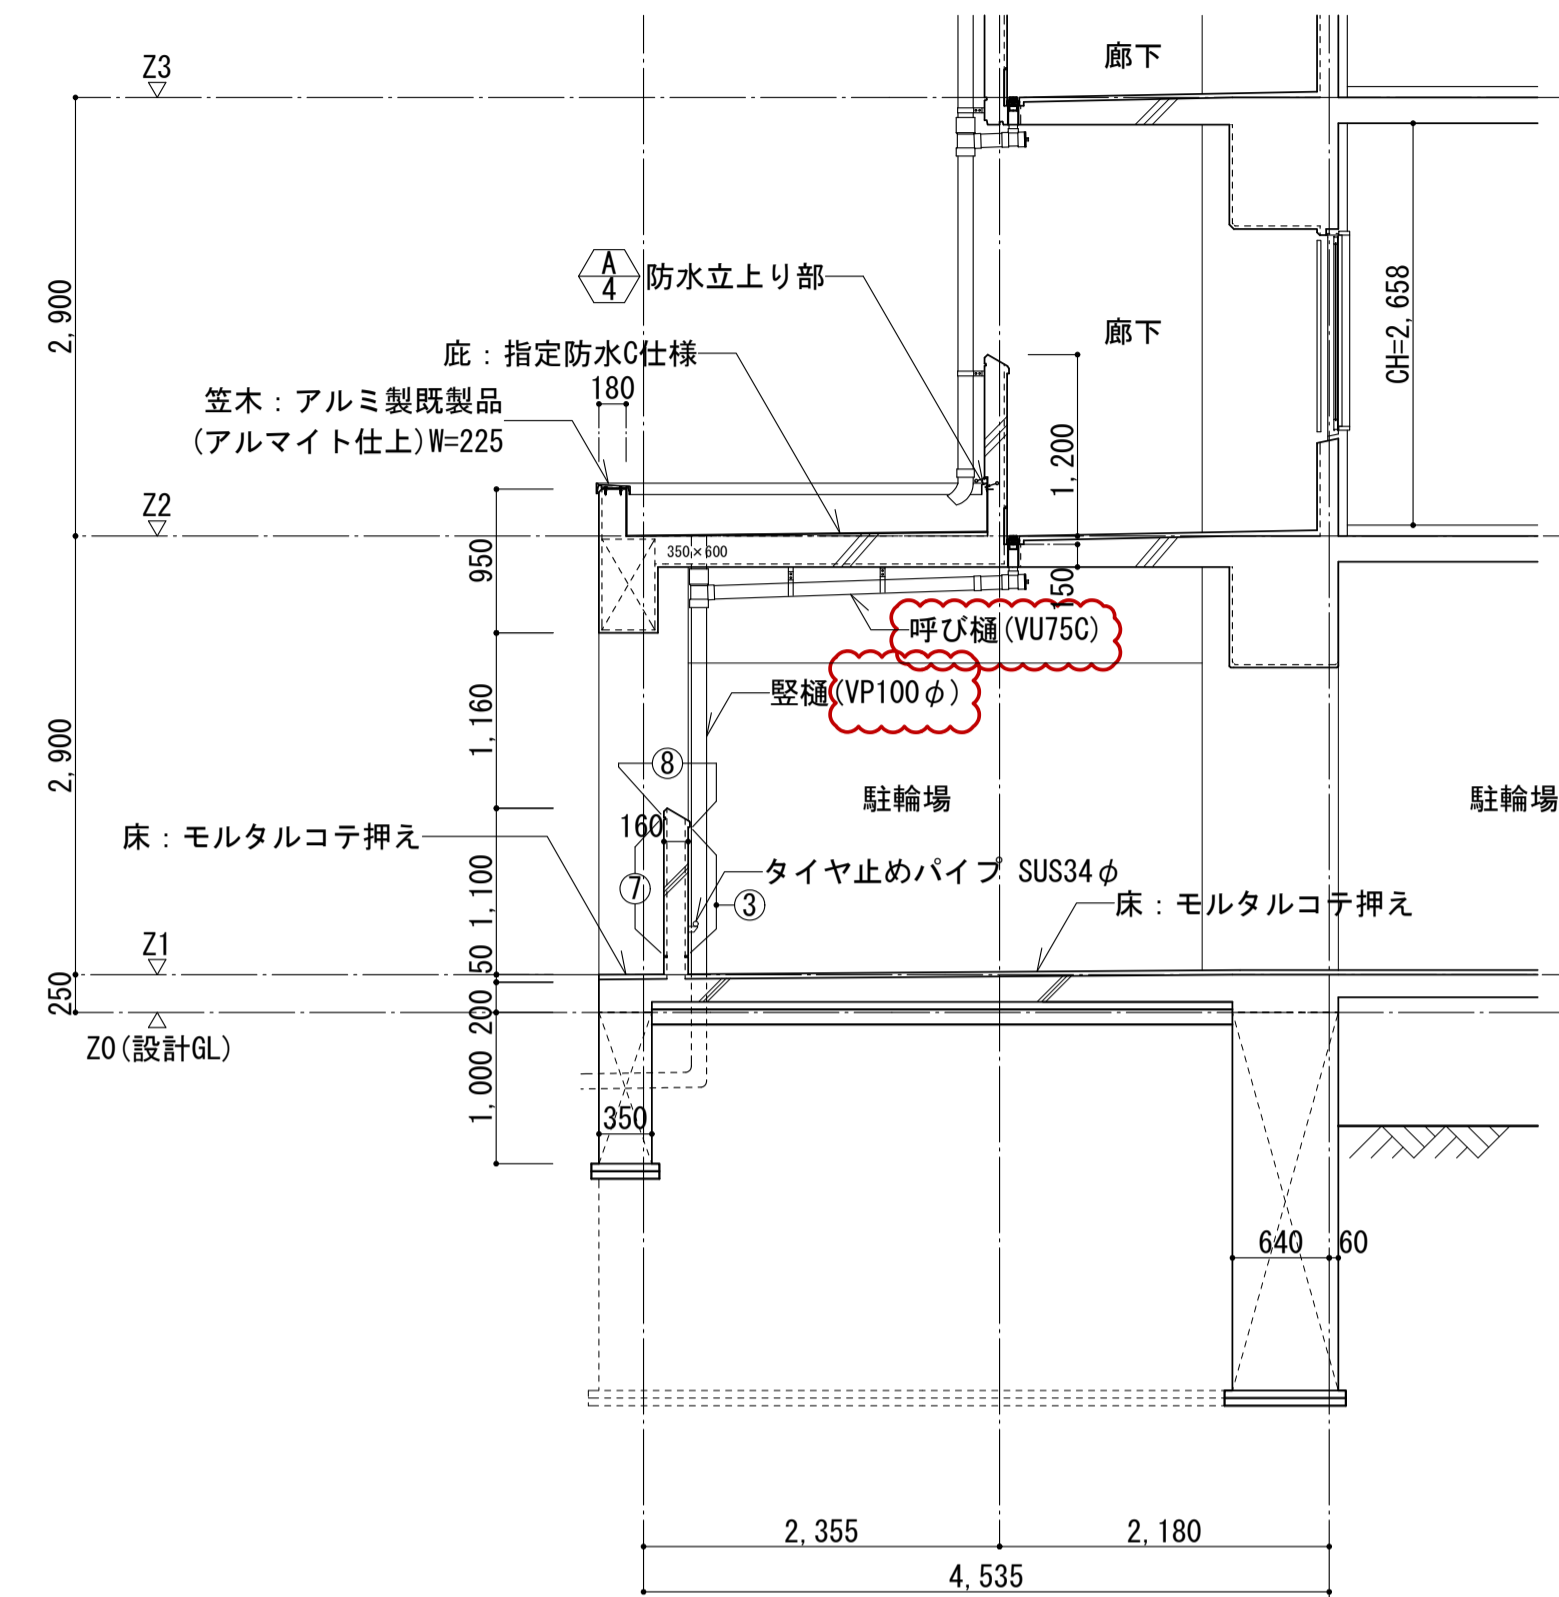 廊下
Z3
A
4
防水立上り部
2,900
廊下
CH=2,658
庇：指定防水C仕様
180
笠木：アルミ製既製品
(アルマイト仕上)W=225
1,200
Z2
950
350×600
150
呼び樋(VU75C)
竪樋(VP100φ)
1,160
2,900
8
駐輪場
駐輪場
160
床：モルタルコテ押え
タイヤ止めパイプ SUS34φ
7
3
1,100
床：モルタルコテ押え
Z1
50
250
200
Z0(設計GL)
1,000
350
640
60
2,355
2,180
4,535